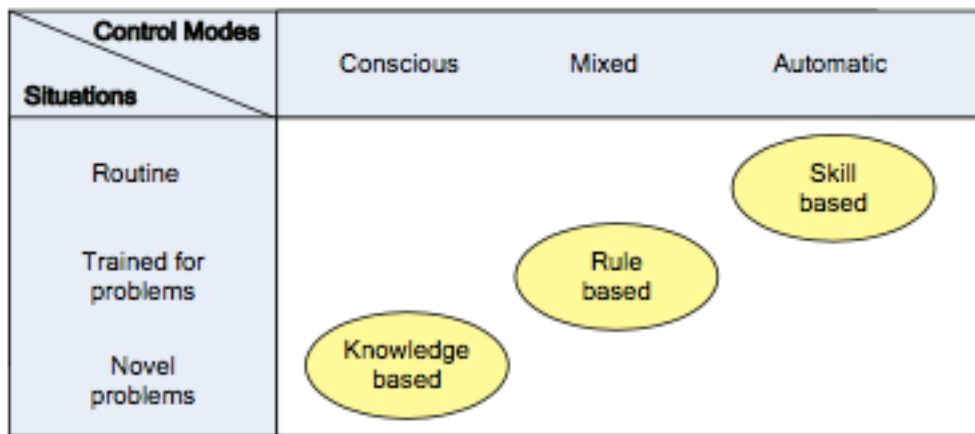 Control Modes
Situations
Conscious
Mixed
Automatic
Routine
Skill
based
Trained for
problems
Rule
based
Novel
problems
Knowledge
based